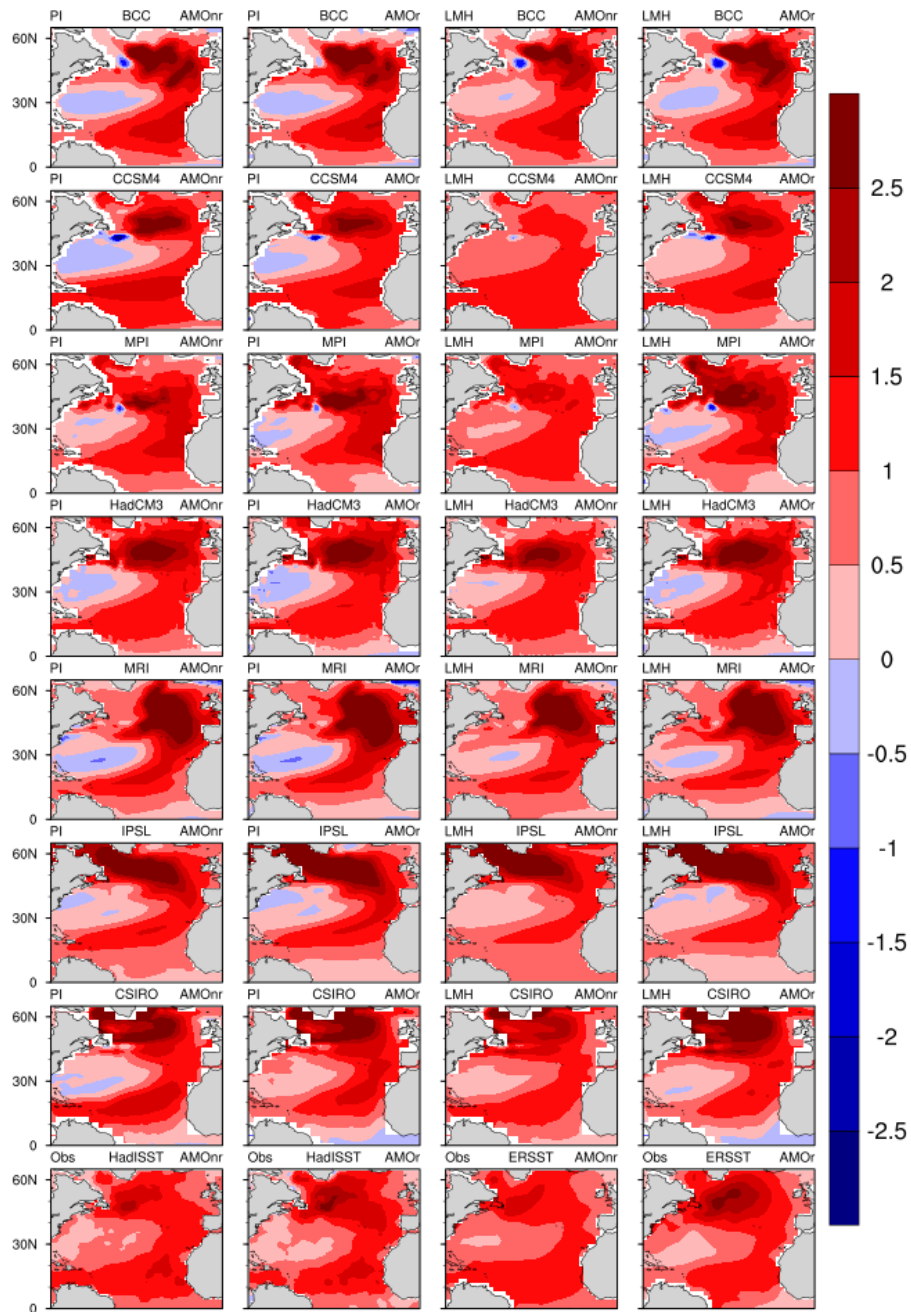 PI BCC AMOnr PI BCC AMOr LMH BCC AMOnr LMH BCC AMOr
60N
30N
0
PI CCSM4 AMOnr PI CCSM4 AMOr LMH CCSM4 AMOnr LMH CCSM4 AMOr
60N
30N
0
PI MPI AMOnr PI MPI AMOr LMH MPI AMOnr LMH MPI AMOr
60N
30N
0
PI HadCM3 AMOnr PI HadCM3 AMOr LMH HadCM3 AMOnr LMH HadCM3 AMOr
60N
30N
0
PI MRI AMOnr PI MRI AMOr LMH MRI AMOnr LMH MRI AMOr
60N
30N
0
PI IPSL AMOnr PI IPSL AMOr LMH IPSL AMOnr LMH IPSL AMOr
60N
30N
0
PI CSIRO AMOnr PI CSIRO AMOr LMH CSIRO AMOnr LMH CSIRO AMOr
60N
30N
0
Obs HadISST AMOnr Obs HadISST AMOr Obs ERSST AMOnr Obs ERSST AMOr
60N
30N
0
2.5
2
1.5
1
0.5
0
-0.5
-1
-1.5
-2
-2.5